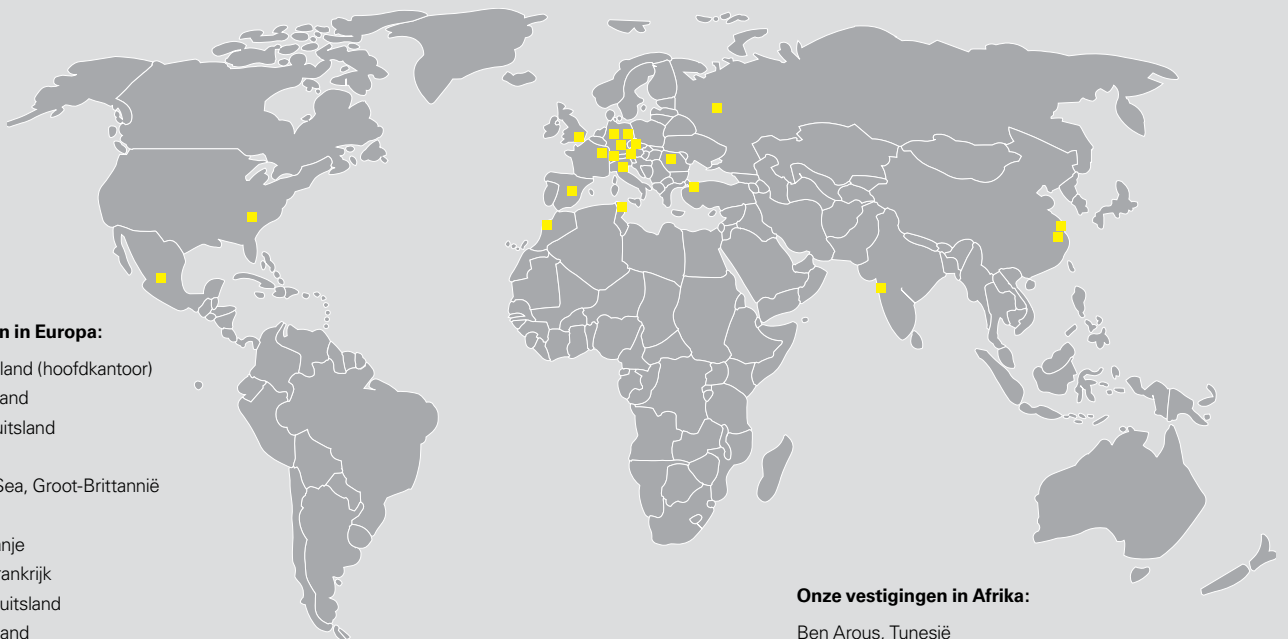 n in Europa:
land (hoofdkantoor)
and
uitsland
Sea, Groot-Brittannië
nje
rankrijk
uitsland
and
Onze vestigingen in Afrika:
Ben Arous, Tunesië